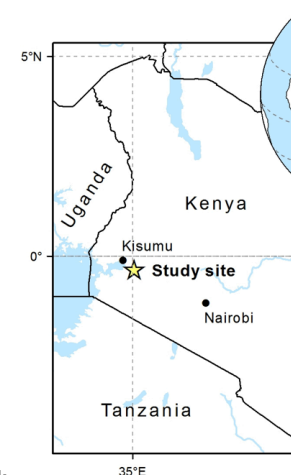 5°N
Uganda
Kenya
0°
Kisumu
Study site
Nairobi
Tanzania
35°E